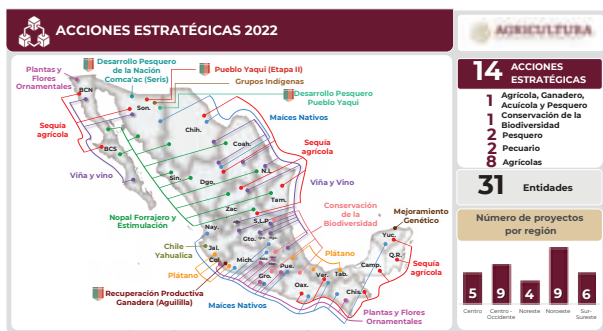 ACCIONES ESTRATÉGICAS 2022
AGRICULTURA
Plantas y
Flores
Ornamentales
Desarrollo Pesquero
de la Nación
Comca'ac (Seris)
Pueblo Yaqui (Etapa II)
Grupos Indígenas
Desarrollo Pesquero
Pueblo Yaqui
BCN
Son.
Maíces Nativos
Sequía
agrícola
Chih.
Coah.
Sequía
agrícola
BCS
N.L
Viña y vino
Sin.
Dgo.
Viña y Vino
Tam.
Zac.
Nopal Forrajero y
Estimulación
Conservación
de la
Biodiversidad
Mejoramiento
Genético
S.L.P.
Nay.
Gto.
Yuc.
Chile
Yahualica
Jal.
Plátano
Q.R.
Col.
Mich.
Pue.
Camp.
Sequía
agrícola
Plátano
Ver.
Tab.
Gro.
Oax.
Chis.
Recuperación Productiva
Ganadera (Aguililla)
Maíces Nativos
Plantas y Flores
Ornamentales
14 ACCIONES
ESTRATÉGICAS
1 Agrícola, Ganadero,
Acuícola y Pesquero
1 Conservación de la
Biodiversidad
2 Pesquero
2 Pecuario
8 Agrícolas
31 Entidades
Número de proyectos
por región
5
9
4
9
6
Centro
Centro -
Occidente
Noreste
Noroeste
Sur-
Sureste